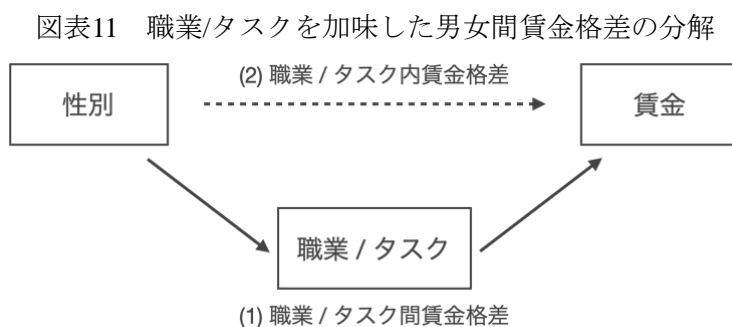 図表11　職業/タスクを加味した男女間賃金格差の分解
(2) 職業 / タスク内賃金格差
性別
賃金
職業 / タスク
(1) 職業 / タスク間賃金格差